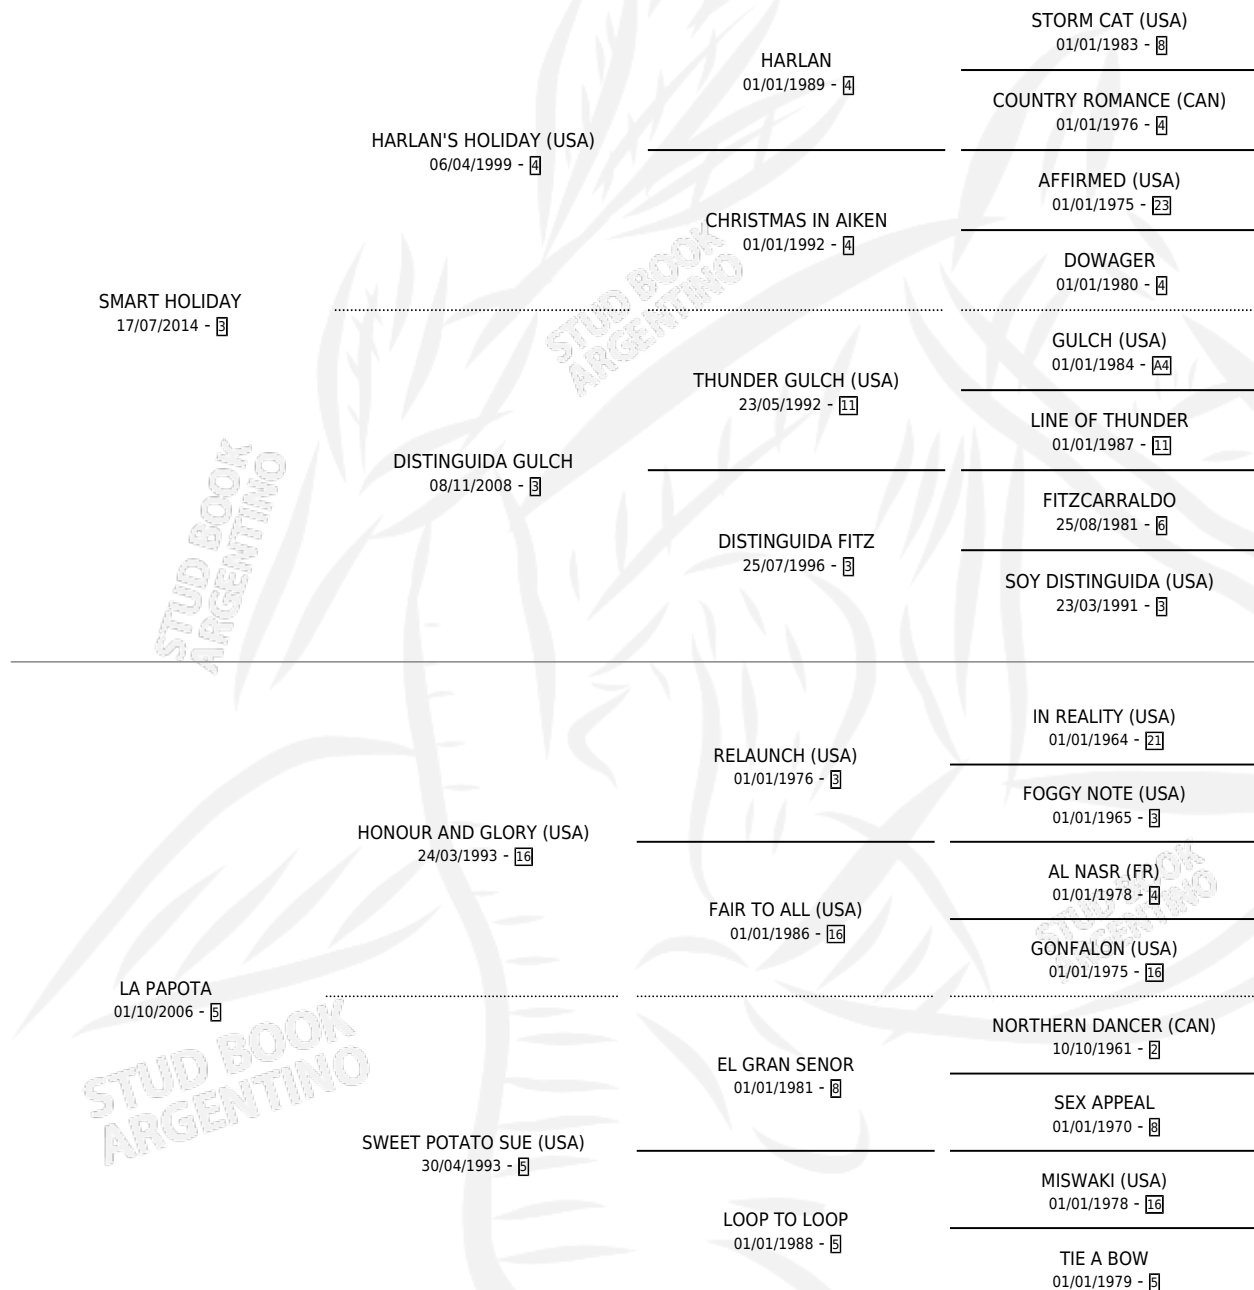 STORM CAT (USA)
01/01/1983 - 8
HARLAN
01/01/1989 - 4
COUNTRY ROMANCE (CAN)
01/01/1976 - 4
HARLAN'S HOLIDAY (USA)
06/04/1999 - 4
AFFIRMED (USA)
01/01/1975 - 23
CHRISTMAS IN AIKEN
01/01/1992 - 4
DOWAGER
01/01/1980 - 4
SMART HOLIDAY
17/07/2014 - 3
GULCH (USA)
01/01/1984 - A4
THUNDER GULCH (USA)
23/05/1992 - 11
LINE OF THUNDER
01/01/1987 - 11
DISTINGUIDA GULCH
08/11/2008 - 3
FITZCARRALDO
25/08/1981 - 6
DISTINGUIDA FITZ
25/07/1996 - 3
SOY DISTINGUIDA (USA)
23/03/1991 - 3
IN REALITY (USA)
01/01/1964 - 21
RELAUNCH (USA)
01/01/1976 - 3
FOGGY NOTE (USA)
01/01/1965 - 3
HONOUR AND GLORY (USA)
24/03/1993 - 16
AL NASR (FR)
01/01/1978 - 4
FAIR TO ALL (USA)
01/01/1986 - 16
GONFALON (USA)
01/01/1975 - 16
LA PAPOTA
01/10/2006 - 5
NORTHERN DANCER (CAN)
10/10/1961 - 2
EL GRAN SENOR
01/01/1981 - 8
SEX APPEAL
01/01/1970 - 8
SWEET POTATO SUE (USA)
30/04/1993 - 5
MISWAKI (USA)
01/01/1978 - 16
LOOP TO LOOP
01/01/1988 - 5
TIE A BOW
01/01/1979 - 5
STUD BOOK
ARGENTINO
STUD BOOK
ARGENTINO
STUD BOOK
ARGENTINO
STUD BOOK
ARGENTINO